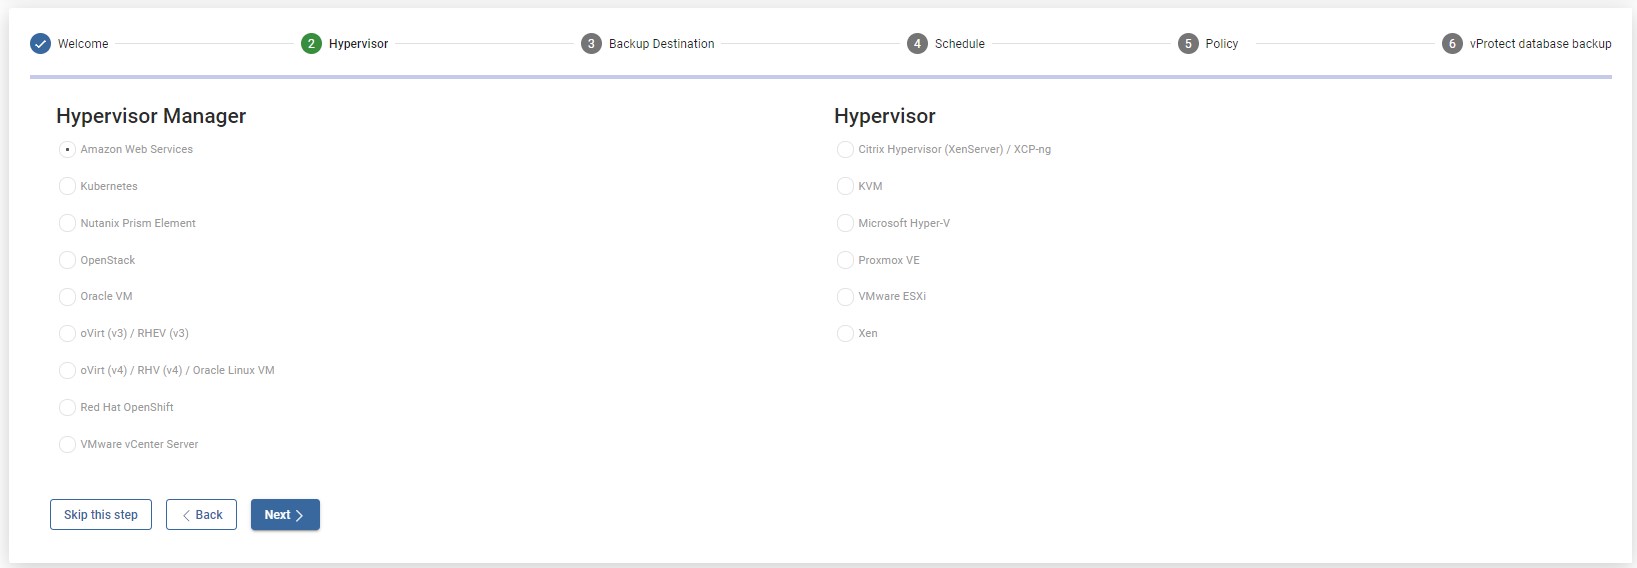 Welcome
2 Hypervisor
3 Backup Destination
4 Schedule
5 Policy
6 vProtect database backup
Hypervisor Manager
Amazon Web Services
Kubernetes
Nutanix Prism Element
OpenStack
Oracle VM
oVirt (v3) / RHEV (v3)
oVirt (v4) / RHV (v4) / Oracle Linux VM
Red Hat OpenShift
VMware vCenter Server
Hypervisor
Citrix Hypervisor (XenServer) / XCP-ng
KVM
Microsoft Hyper-V
Proxmox VE
VMware ESXi
Xen
Skip this step
Back
Next